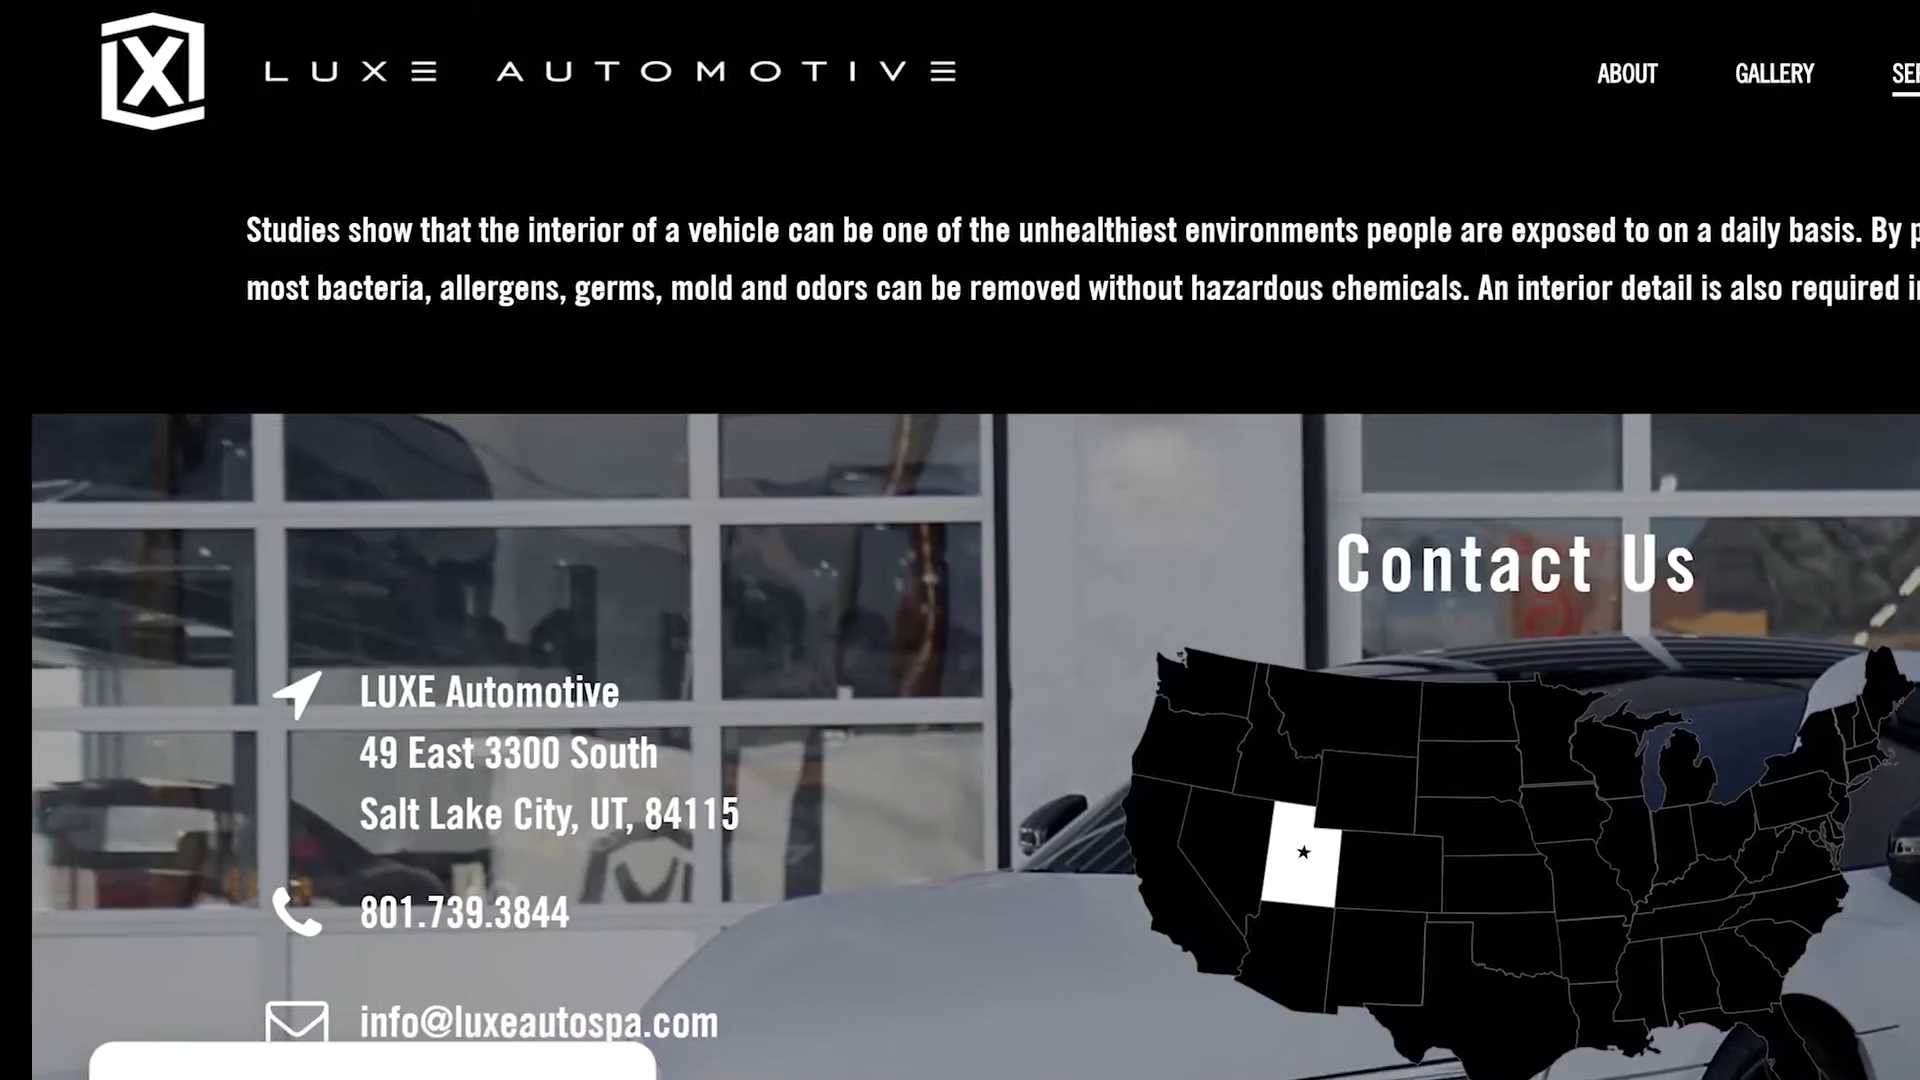 LUXE AUTOMOTIVE
ABOUT GALLERY
Studies show that the interior of a vehicle can be one of the unhealthiest environments people are exposed to on a daily basis. By
most bacteria, allergens, germs, mold and odors can be removed without hazardous chemicals. An interior detail is also required
Contact Us
LUXE Automotive
49 East 3300 South
Salt Lake City, UT, 84115
801.739.3844
info@luxeautospa.com